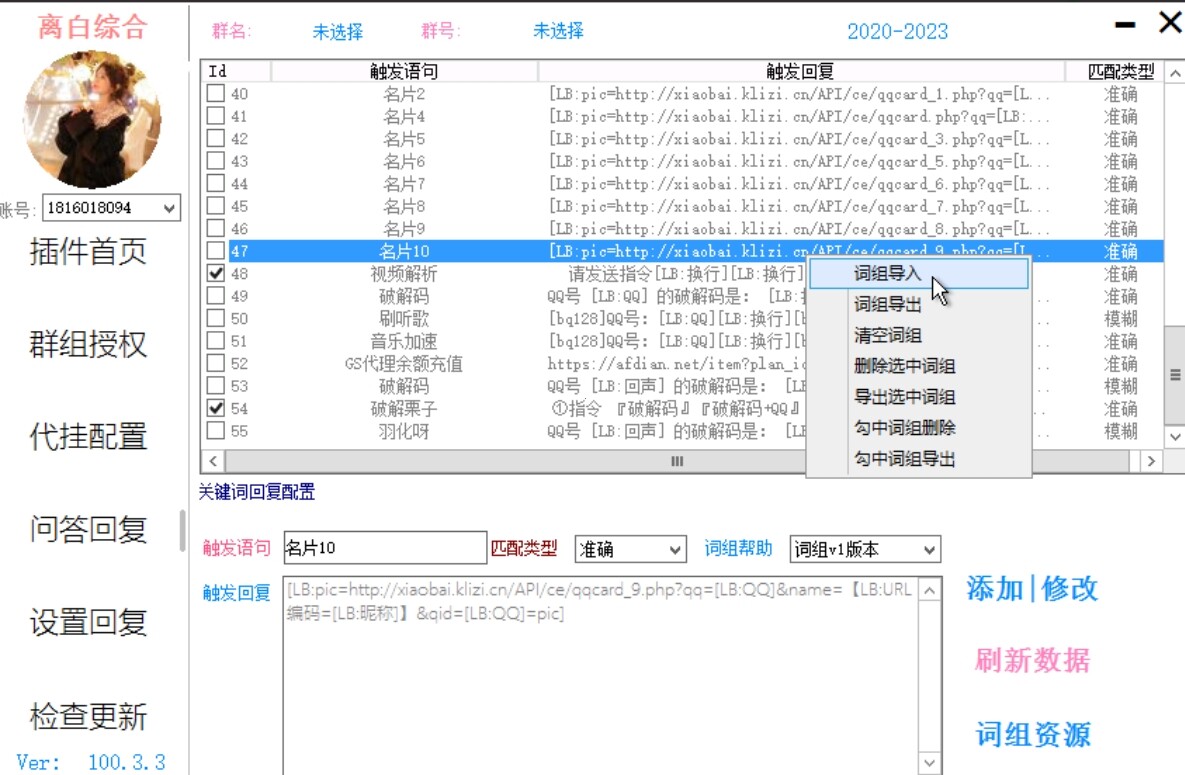 离白综合
账号:
1816018094
插件首页
群组授权
代挂配置
问答回复
设置回复
检查更新
Ver: 100.3.3
群名: 未选择 群号: 未选择 2020-2023
Id 触发语句 触发回复 匹配类型
40 名片2 [LB:pic=http://xiaobai.klizi.cn/API/ce/qqcard_1.php?qq=[L... 准确
41 名片4 [LB:pic=http://xiaobai.klizi.cn/API/ce/qqcard.php?qq=[LB:... 准确
42 名片5 [LB:pic=http://xiaobai.klizi.cn/API/ce/qqcard_3.php?qq=[L... 准确
43 名片6 [LB:pic=http://xiaobai.klizi.cn/API/ce/qqcard_5.php?qq=[L... 准确
44 名片7 [LB:pic=http://xiaobai.klizi.cn/API/ce/qqcard_6.php?qq=[L... 准确
45 名片8 [LB:pic=http://xiaobai.klizi.cn/API/ce/qqcard_7.php?qq=[L... 准确
46 名片9 [LB:pic=http://xiaobai.klizi.cn/API/ce/qqcard_8.php?qq=[L... 准确
47 名片10 [LB:pic=http://xiaobai.klizi.cn/API/ce/qqcard_9.php?qq=[L... 准确
48 视频解析 请发送指令[LB:换行][LB:换行] 准确
49 破解码 QQ号 [LB:QQ] 的破解码是: [LB: 准确
50 刷听歌 [bq128]QQ号: [LB:QQ][LB:换行][ 模糊
51 音乐加速 [bq128]QQ号: [LB:QQ][LB:换行][ 准确
52 GS代理余额充值 https://afdian.net/item?plan_ 准确
53 破解码 QQ号 [LB:回声] 的破解码是: [L 模糊
54 破解栗子 ①指令 『破解码』『破解码+QQ』 准确
55 羽化呀 QQ号 [LB:回声] 的破解码是: [L 模糊
词组导入
词组导出
清空词组
删除选中词组
导出选中词组
勾中词组删除
勾中词组导出
关键词回复配置
触发语句 名片10 匹配类型 准确 词组帮助 词组v1版本
触发回复
[LB:pic=http://xiaobai.klizi.cn/API/ce/qqcard_9.php?qq=[LB:QQ]&name=【LB:URL
编码=[LB:昵称]】&qid=[LB:QQ]=pic]
添加|修改
刷新数据
词组资源